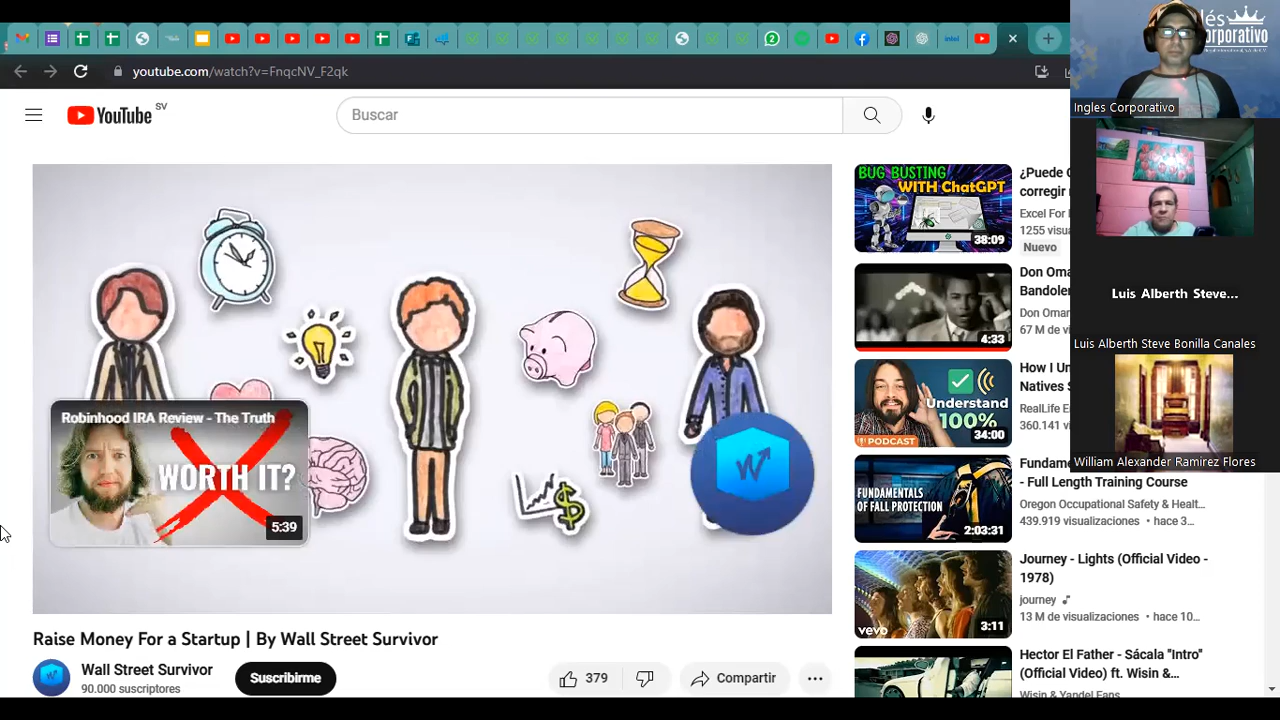 youtube.com/watch?v=FnqcNV_F2qk
YouTube SV
Buscar
Robinhood IRA Review - The Truth
WORTH IT?
5:39
Raise Money For a Startup | By Wall Street Survivor
Wall Street Survivor
90.000 suscriptores
Suscribirme
379
Compartir
BUG BUSTING
WITH ChatGPT
38:09
¿Puede
corregir
Excel For
1255
Nuevo
4:33
Don
Bandoler
Don Omar
67 M de
Understand
100%
PODCAST
34:00
How I
Natives
RealLife
360.141
FUNDAMENTALS
OF FALL PROTECTION
2:03:31
Fundame
- Full Length Training Course
Oregon Occupational Safety & Healt...
439.919 visualizaciones • hace 3...
vevo
3:11
Journey - Lights (Official Video -
1978)
journey
13 M de visualizaciones • hace 10...
Hector El Father - Sácala "Intro"
(Official Video) ft. Wisin &...
Wisin & Yandel Fans
lés
orporativo
Ingles Corporativo
Luis Alberth Steve...
Luis Alberth Steve Bonilla Canales
William Alexander Ramirez Flores